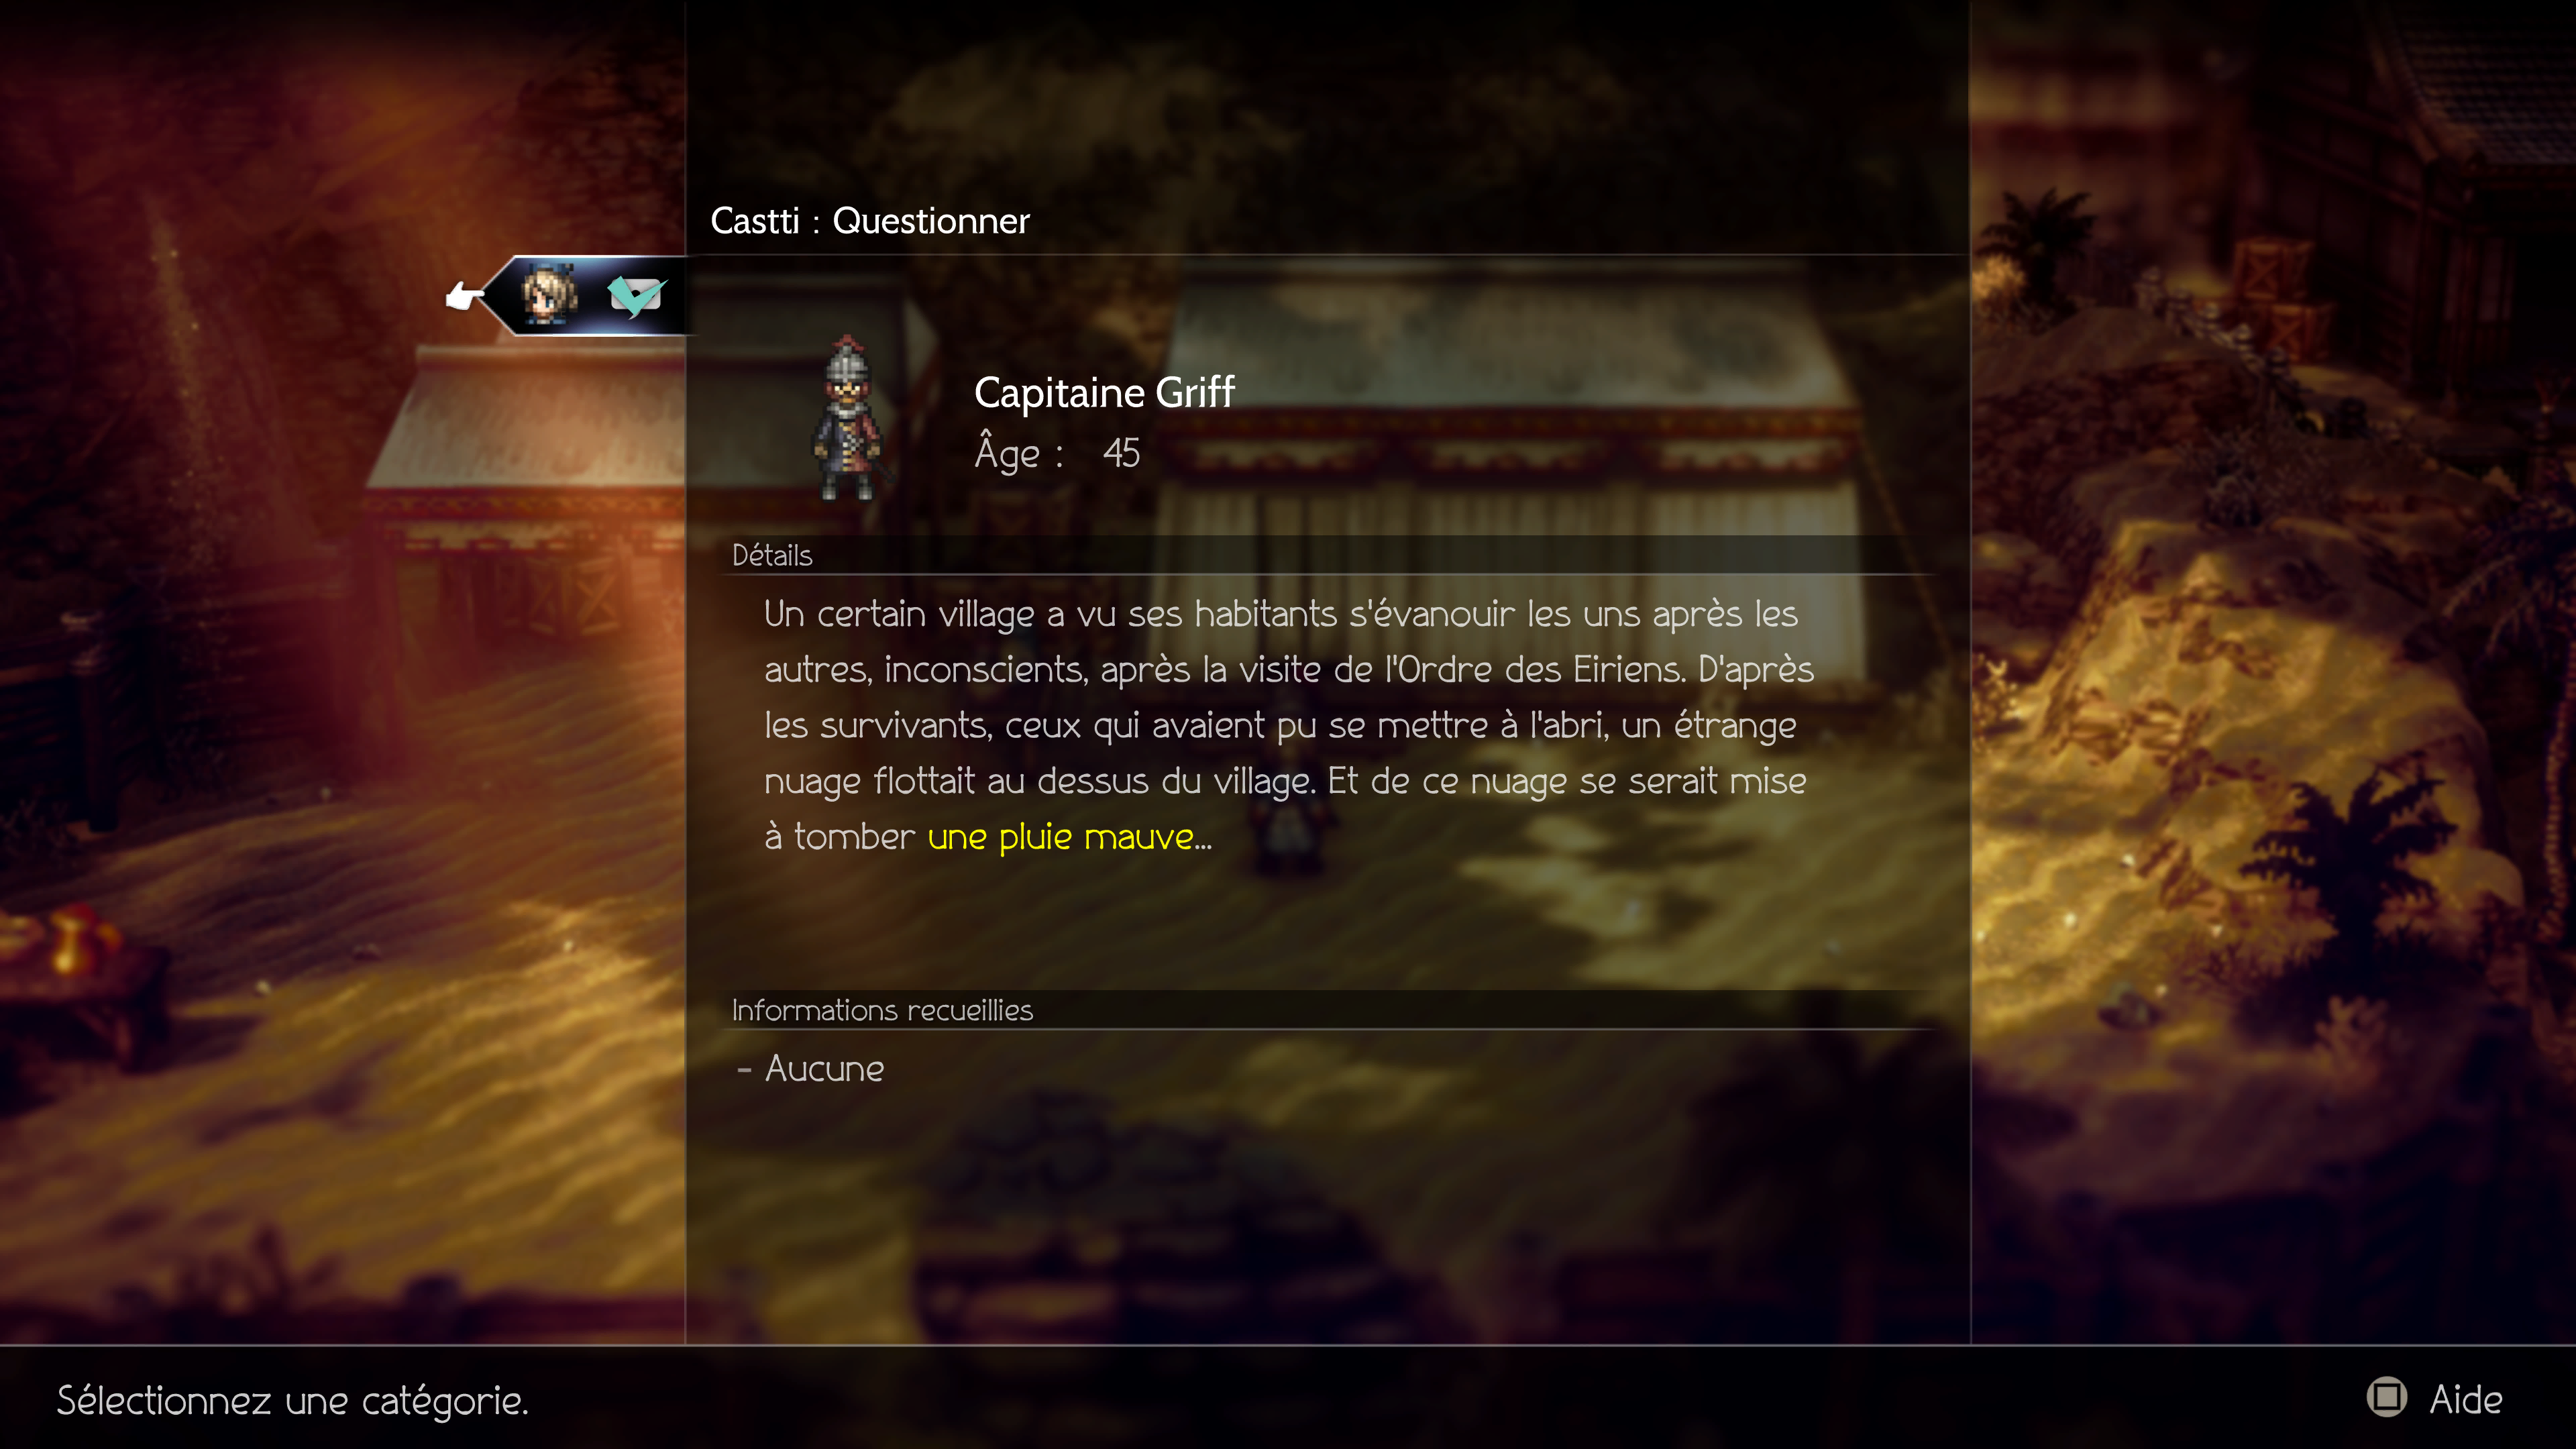 Castti : Questionner
Capitaine Griff
Âge : 45
Détails
Un certain village a vu ses habitants s'évanouir les uns après les
autres, inconscients, après la visite de l'Ordre des Eiriens. D'après
les survivants, ceux qui avaient pu se mettre à l'abri, un étrange
nuage flottait au dessus du village. Et de ce nuage se serait mise
à tomber une pluie mauve...
Informations recueillies
- Aucune
Sélectionnez une catégorie.
Aide